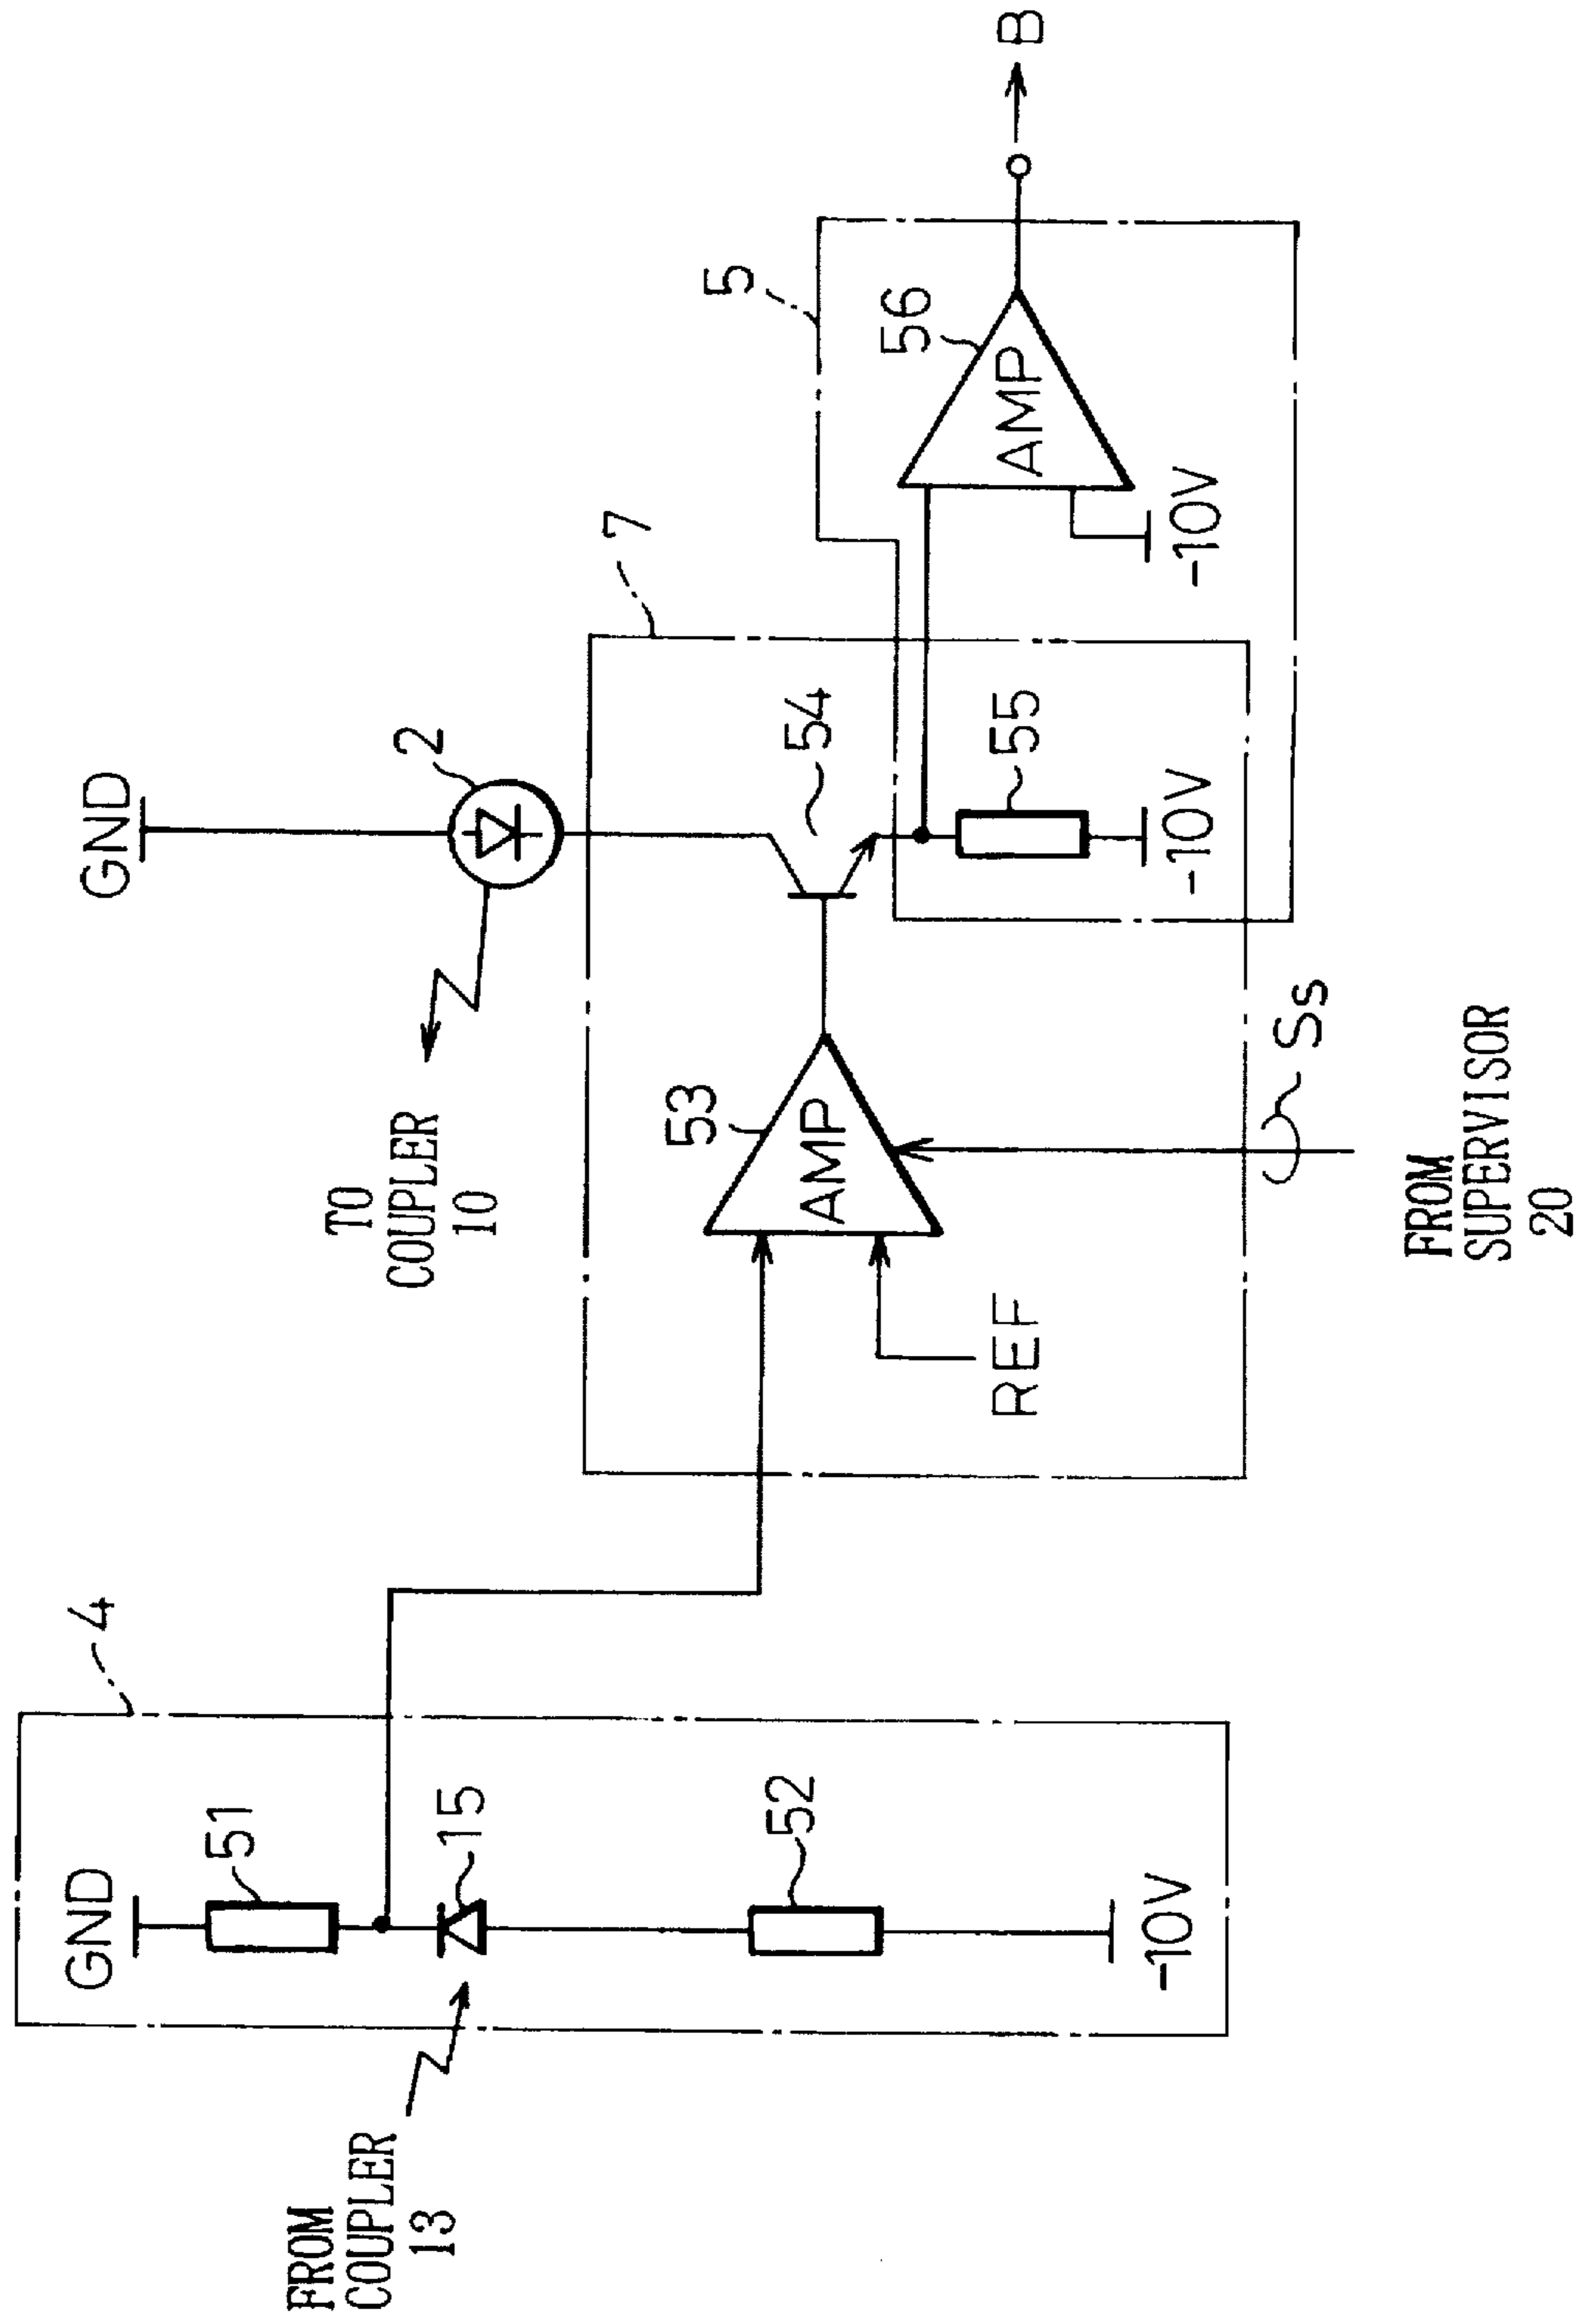 4
GND
51
15
52
-10V
FROM
COUPLER
13
GND
2
TO
COUPLER
10
7
53
AMP
REF
54
55
-10V
Ss
FROM
SUPERVISOR
20
5
56
AMP
-10V
B